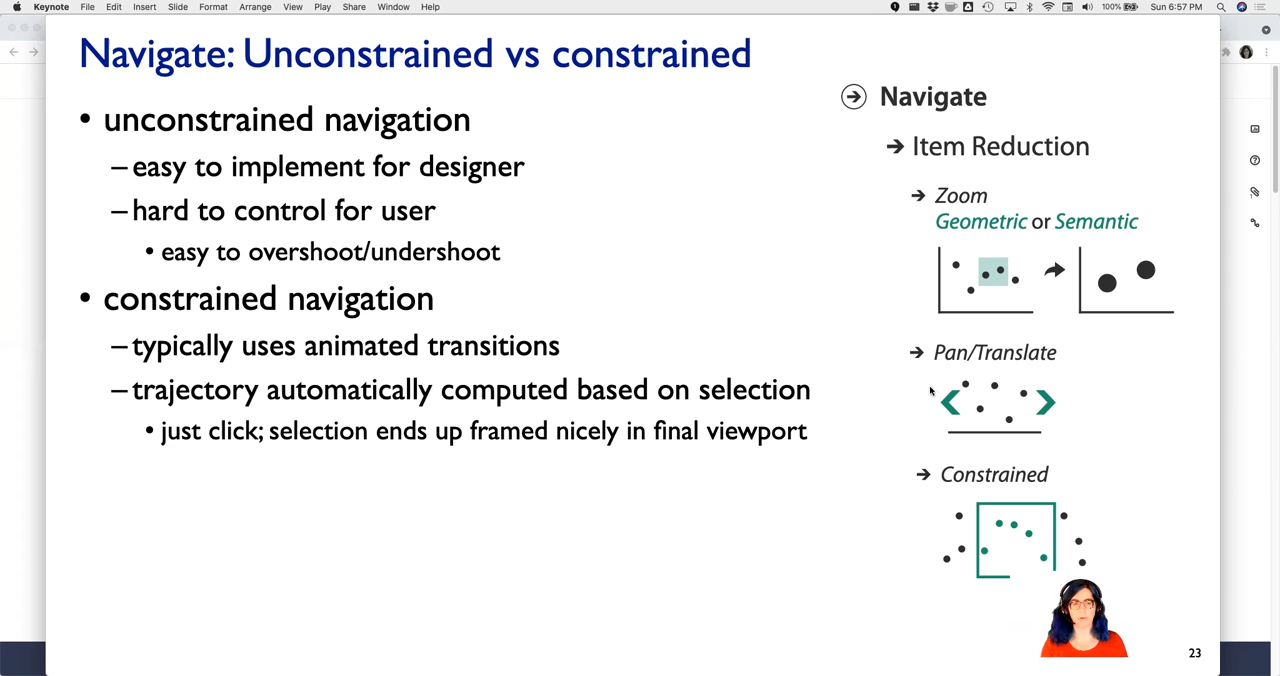 Keynote File Edit Insert Slide Format Arrange View Play Share Window Help 100% Sun 6:57 PM
Navigate: Unconstrained vs constrained
• unconstrained navigation
– easy to implement for designer
– hard to control for user
• easy to overshoot/undershoot
• constrained navigation
– typically uses animated transitions
– trajectory automatically computed based on selection
• just click; selection ends up framed nicely in final viewport
Navigate
Item Reduction
Zoom
Geometric or Semantic
Pan/Translate
Constrained
23